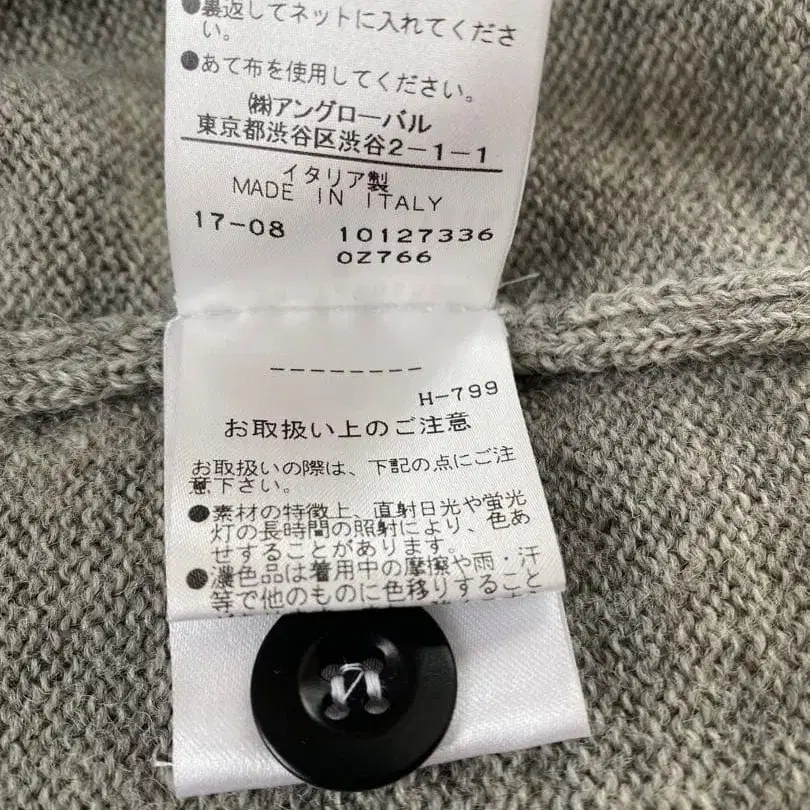 ●裏返してネットに入れてくださ
い。
●あて布を使用してください。
㈱アングローバル
東京都渋谷区渋谷2-1-1
イタリア製
MADE IN ITALY
17-08 10127336
0Z766
--------
H-799
お取扱い上のご注意
お取扱いの際は、下記の点にご注
意下さい。
●素材の特徴上、直射日光や蛍光
灯の長時間の照射により、色あ
せすることがあります。
●濃色品は着用中の摩擦や雨・汗
等で他のものに色移りすること